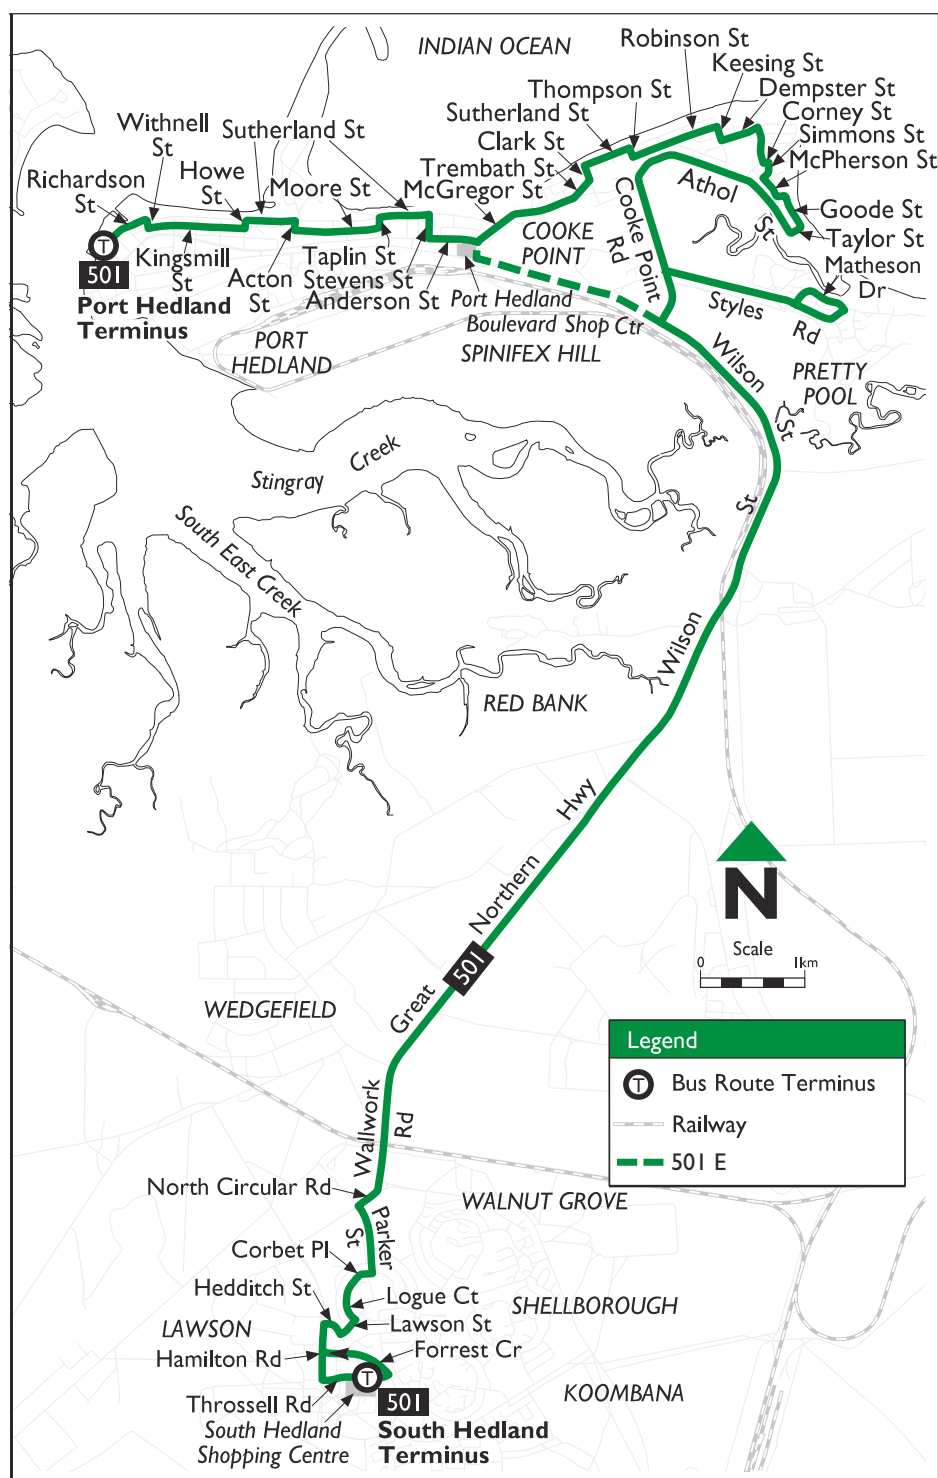 INDIAN OCEAN
Robinson St
Keesing St
Thompson St
Dempster St
Sutherland St
Corney St
Withnell
St
Sutherland St
Clark St
Simmons St
Trembath St
McPherson St
Howe
St
Moore St
McGregor St
Richardson
St
Athol
St
Goode St
Taylor St
Matheson
Dr
COOKE
POINT
Cooke Point
Rd
T
501
Port Hedland
Terminus
Kingsmill
St
Acton
St
Taplin St
Stevens St
Anderson St
Port Hedland
Boulevard Shop Ctr
Styles
Rd
PORT
HEDLAND
SPINIFEX HILL
Wilson
St
PRETTY
POOL
Stingray Creek
South East Creek
Wilson St
RED BANK
Great Northern Hwy
501
N
Scale
0 1km
WEDGEFIELD
Legend
T Bus Route Terminus
Railway
501 E
Wallwork
Rd
North Circular Rd
WALNUT GROVE
Parker
St
Corbet Pl
Hedditch St
Logue Ct
SHELLBOROUGH
LAWSON
Lawson St
Hamilton Rd
Forrest Cr
T
KOOMBANA
Throssell Rd
501
South Hedland
Shopping Centre
South Hedland
Terminus